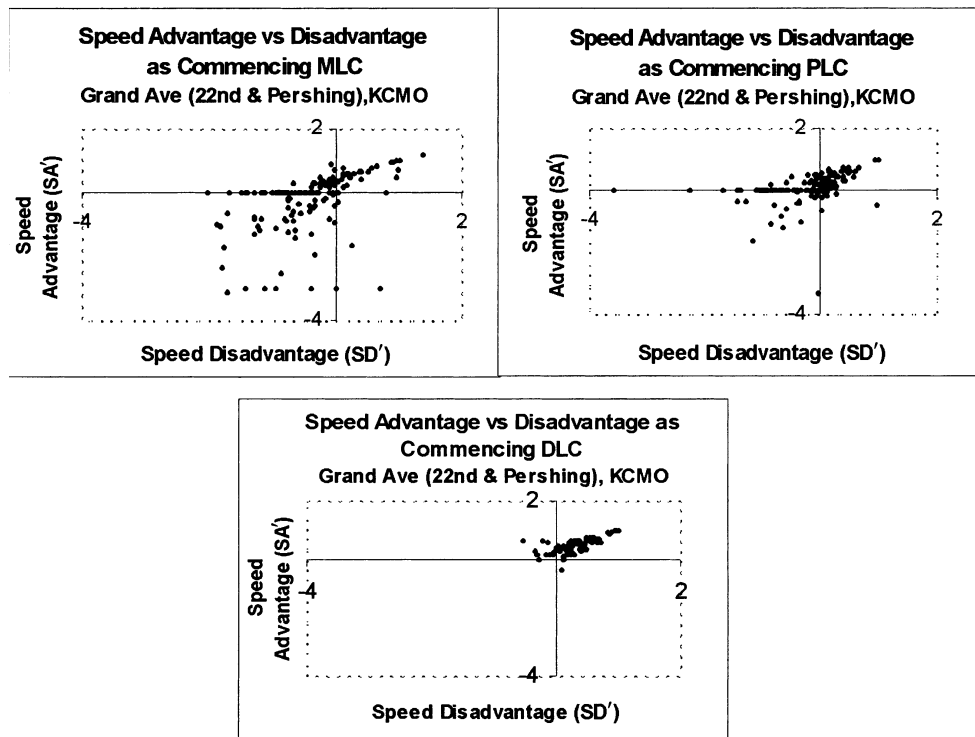 Speed Advantage vs Disadvantage
as Commencing MLC
Grand Ave (22nd & Pershing),KCMO
2
-4
2
-4
Speed
Advantage (SA′)
Speed Disadvantage (SD′)
Speed Advantage vs Disadvantage
as Commencing PLC
Grand Ave (22nd & Pershing),KCMO
2
-4
2
-4
Speed
Advantage (SA′)
Speed Disadvantage (SD′)
Speed Advantage vs Disadvantage as
Commencing DLC
Grand Ave (22nd & Pershing), KCMO
2
-4
2
-4
Speed
Advantage (SA′)
Speed Disadvantage (SD′)